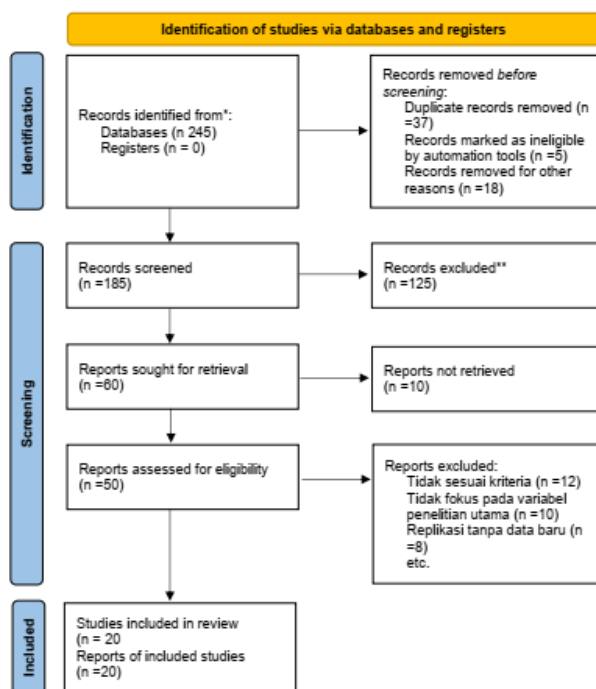 Identification of studies via databases and registers
Identification
Records identified from*:
Databases (n 245)
Registers (n = 0)
Records removed before
screening:
Duplicate records removed (n
=37)
Records marked as ineligible
by automation tools (n =5)
Records removed for other
reasons (n =18)
Screening
Records screened
(n =185)
Records excluded**
(n =125)
Reports sought for retrieval
(n =60)
Reports not retrieved
(n =10)
Reports assessed for eligibility
(n =50)
Reports excluded:
Tidak sesuai kriteria (n =12)
Tidak fokus pada variabel
penelitian utama (n =10)
Replikasi tanpa data baru (n
=8)
etc.
Included
Studies included in review
(n = 20
Reports of included studies
(n =20)